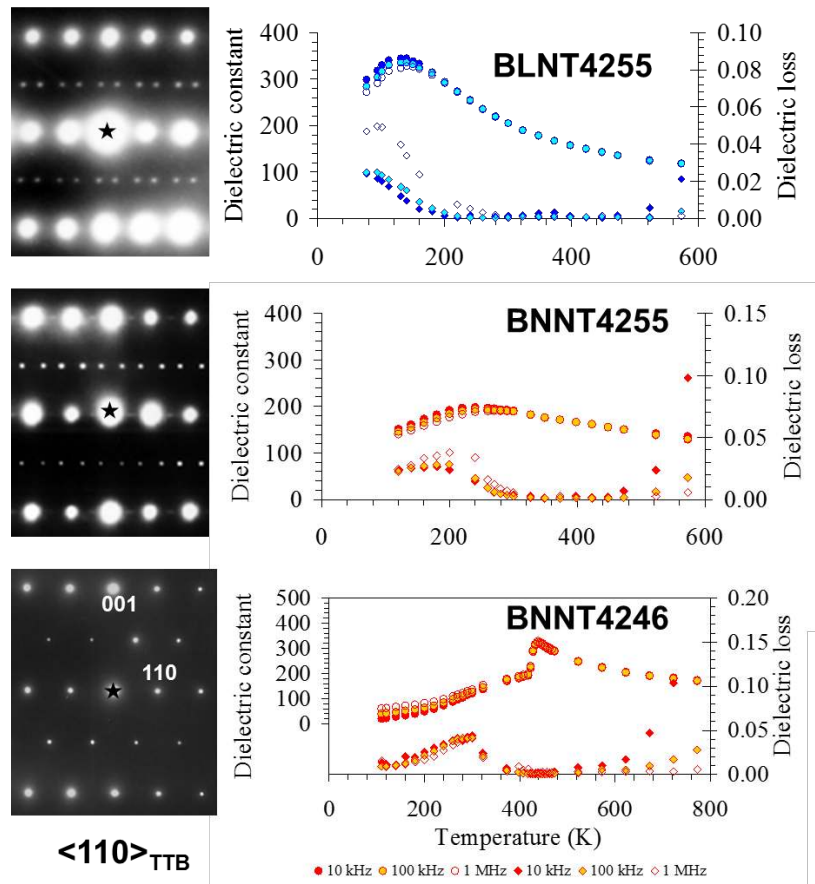 400
300
200
100
0
Dielectric constant
BLNT4255
0.10
0.08
0.06
0.04
0.02
0.00
Dielectric loss
0 200 400 600
400
300
200
100
0
Dielectric constant
BNNT4255
0.15
0.10
0.05
0.00
Dielectric loss
0 200 400 600
001
110
500
400
300
200
100
0
Dielectric constant
BNNT4246
0.20
0.15
0.10
0.05
0.00
Dielectric loss
0 200 400 600 800
Temperature (K)
<110>TTB
10 kHz 100 kHz 1 MHz 10 kHz 100 kHz 1 MHz